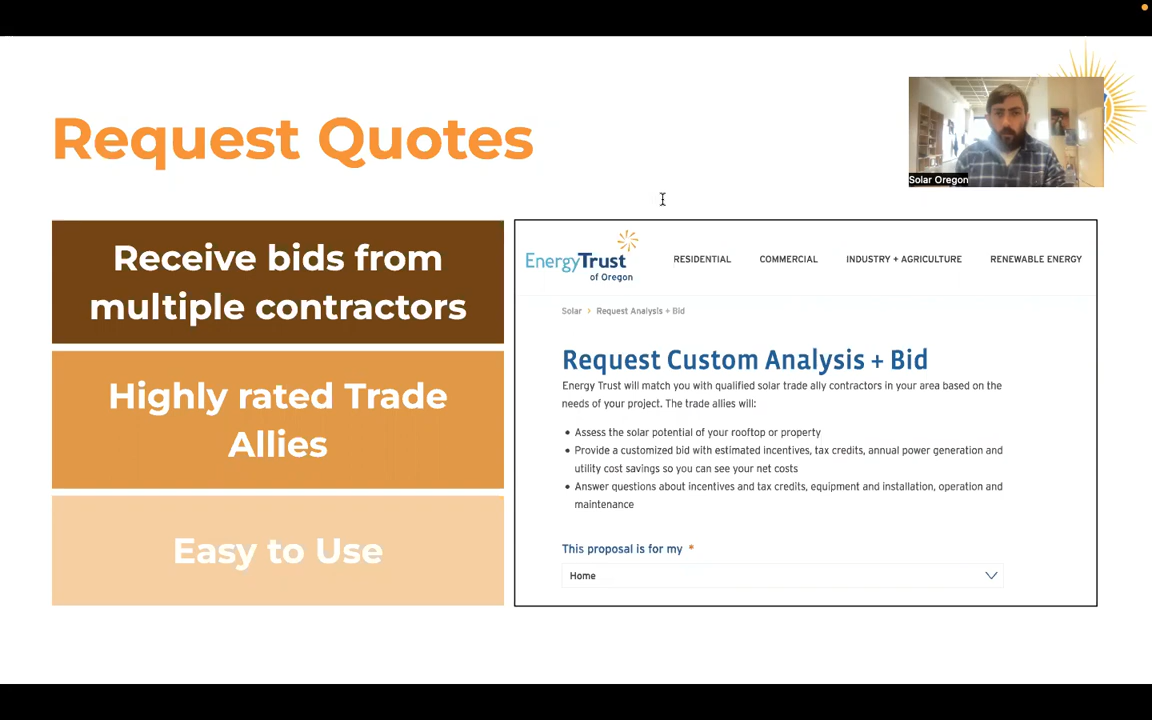 Request Quotes
Solar Oregon
Receive bids from
multiple contractors
Highly rated Trade
Allies
Easy to Use
EnergyTrust
of Oregon
RESIDENTIAL COMMERCIAL INDUSTRY + AGRICULTURE RENEWABLE ENERGY
Solar > Request Analysis + Bid
Request Custom Analysis + Bid
Energy Trust will match you with qualified solar trade ally contractors in your area based on the
needs of your project. The trade allies will:
• Assess the solar potential of your rooftop or property
• Provide a customized bid with estimated incentives, tax credits, annual power generation and
utility cost savings so you can see your net costs
• Answer questions about incentives and tax credits, equipment and installation, operation and
maintenance
This proposal is for my *
Home